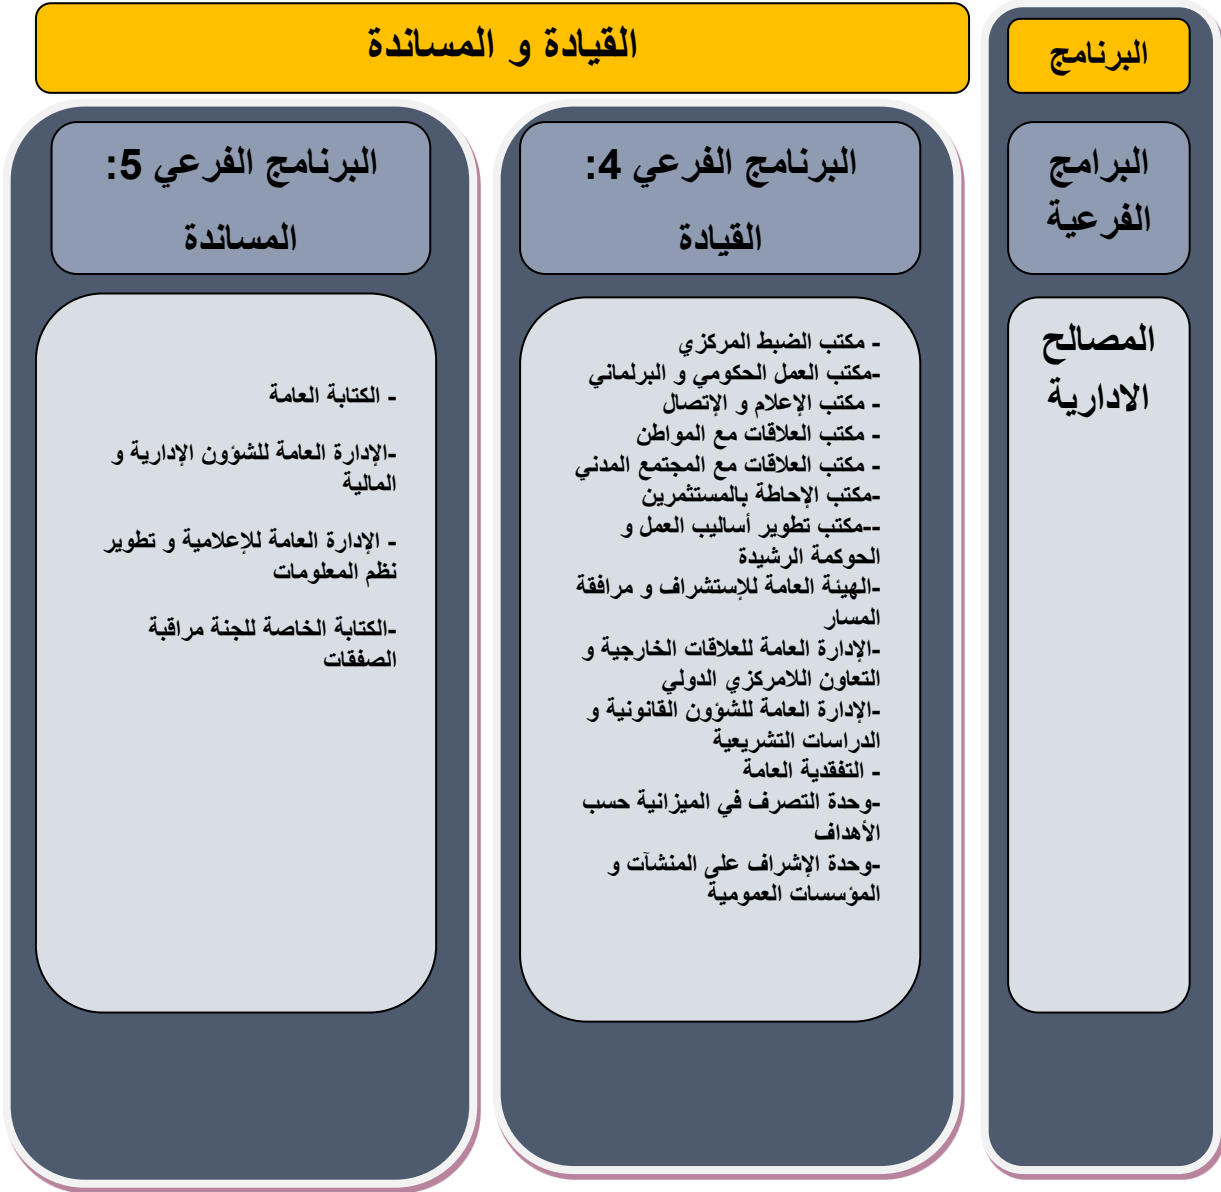 البرنامج
القيادة و المساندة
البرامج
الفرعية
البرنامج الفرعي 4:
القيادة
البرنامج الفرعي 5:
المساندة
المصالح
الادارية
- مكتب الضبط المركزي
-مكتب العمل الحكومي و البرلماني
- مكتب الإعلام و الإتصال
- مكتب العلاقات مع المواطن
- مكتب العلاقات مع المجتمع المدني
-مكتب الإحاطة بالمستثمرين
--مكتب تطوير أساليب العمل و
الحوكمة الرشيدة
-الهيئة العامة للإستشراف و مرافقة
المسار
-الإدارة العامة للعلاقات الخارجية و
التعاون اللامركزي الدولي
-الإدارة العامة للشؤون القانونية و
الدراسات التشريعية
- التفقدية العامة
-وحدة التصرف في الميزانية حسب
الأهداف
-وحدة الإشراف على المنشآت و
المؤسسات العمومية
- الكتابة العامة
-الإدارة العامة للشؤون الإدارية و
المالية
- الإدارة العامة للإعلامية و تطوير
نظم المعلومات
-الكتابة الخاصة للجنة مراقبة
الصفقات